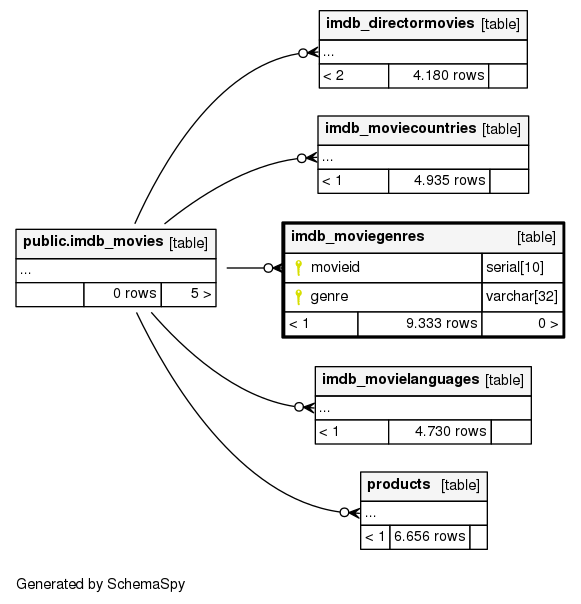 imdb_directormovies [table]
...
< 2 4.180 rows
imdb_moviecountries [table]
...
< 1 4.935 rows
public.imdb_movies [table]
...
0 rows 5 >
imdb_moviegenres [table]
movieid serial[10]
genre varchar[32]
< 1 9.333 rows 0 >
imdb_movielanguages [table]
...
< 1 4.730 rows
products [table]
...
< 1 6.656 rows
Generated by SchemaSpy